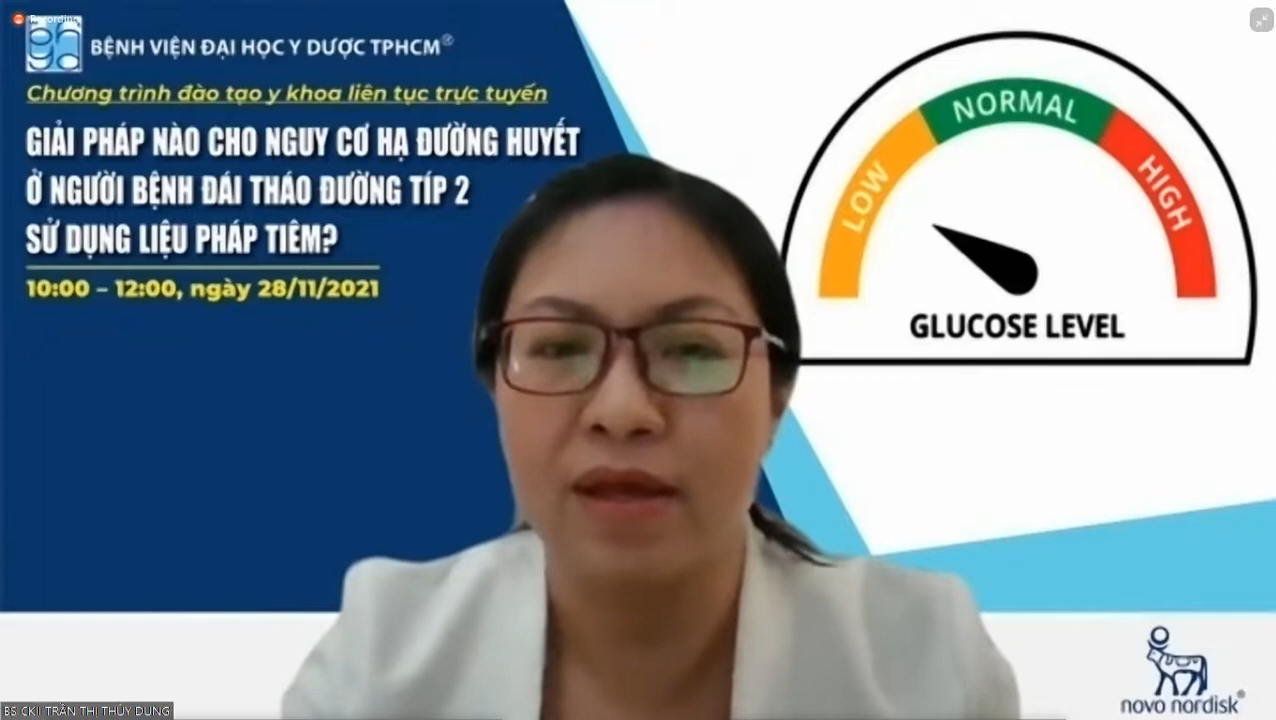 Recording
BỆNH VIỆN ĐẠI HỌC Y DƯỢC TPHCM®
Chương trình đào tạo y khoa liên tục trực tuyến
GIẢI PHÁP NÀO CHO NGUY CƠ HẠ ĐƯỜNG HUYẾT
Ở NGƯỜI BỆNH ĐÁI THÁO ĐƯỜNG TÍP 2
SỬ DỤNG LIỆU PHÁP TIÊM?
10:00 – 12:00, ngày 28/11/2021
LOW
NORMAL
HIGH
GLUCOSE LEVEL
novo nordisk®
BS CKI TRẦN THỊ THÙY DUNG